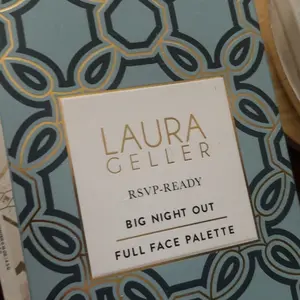 LAURA
GELLER
RSVP-READY
BIG NIGHT OUT
FULL FACE PALETTE